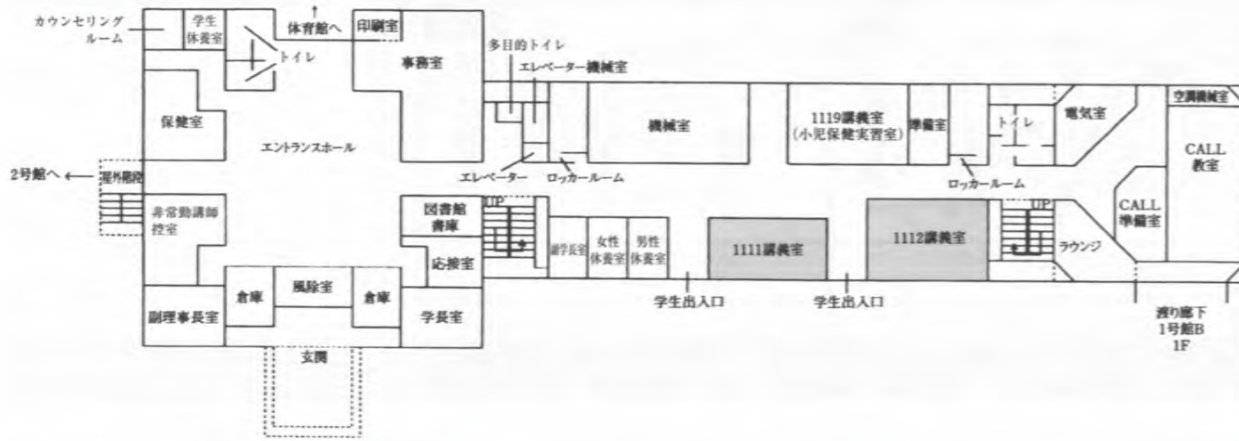 カウンセリング
ルーム
学生
休養室
↑
体育館へ
トイレ
印刷室
事務室
多目的トイレ
エレベーター機械室
保健室
エントランスホール
機械室
1119講義室
(小児保健実習室)
準備室
トイレ
電気室
空調機械室
CALL
教室
2号館へ ←
屋外階段
エレベーター
ロッカールーム
ロッカールーム
非常勤講師
控室
図書館
書庫
UP
副学長室
女性
休養室
男性
休養室
1111講義室
1112講義室
UP
ラウンジ
CALL
準備室
応接室
倉庫
風除室
倉庫
副理事長室
学長室
学生出入口
学生出入口
玄関
渡り廊下
1号館B
1F